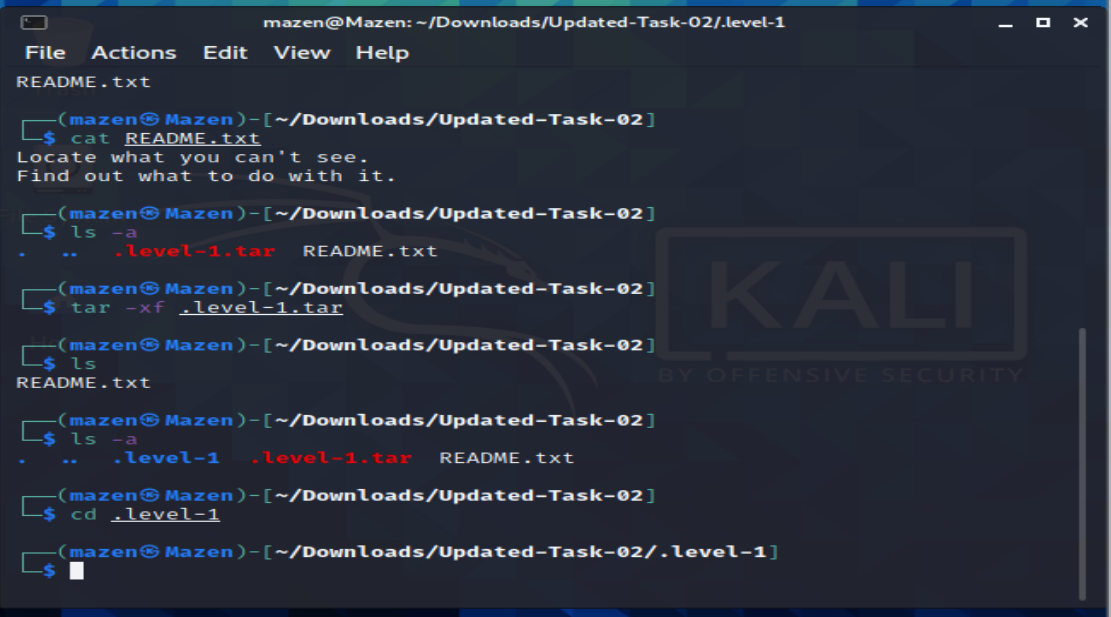 mazen@Mazen: ~/Downloads/Updated-Task-02/.level-1
File Actions Edit View Help
README.txt
┌──(mazen㉿Mazen)-[~/Downloads/Updated-Task-02]
└─$ cat README.txt
Locate what you can't see.
Find out what to do with it.
┌──(mazen㉿Mazen)-[~/Downloads/Updated-Task-02]
└─$ ls -a
. .. .level-1.tar README.txt
┌──(mazen㉿Mazen)-[~/Downloads/Updated-Task-02]
└─$ tar -xf .level-1.tar
┌──(mazen㉿Mazen)-[~/Downloads/Updated-Task-02]
└─$ ls
README.txt
┌──(mazen㉿Mazen)-[~/Downloads/Updated-Task-02]
└─$ ls -a
. .. .level-1 .level-1.tar README.txt
┌──(mazen㉿Mazen)-[~/Downloads/Updated-Task-02]
└─$ cd .level-1
┌──(mazen㉿Mazen)-[~/Downloads/Updated-Task-02/.level-1]
└─$
KALI
BY OFFENSIVE SECURITY